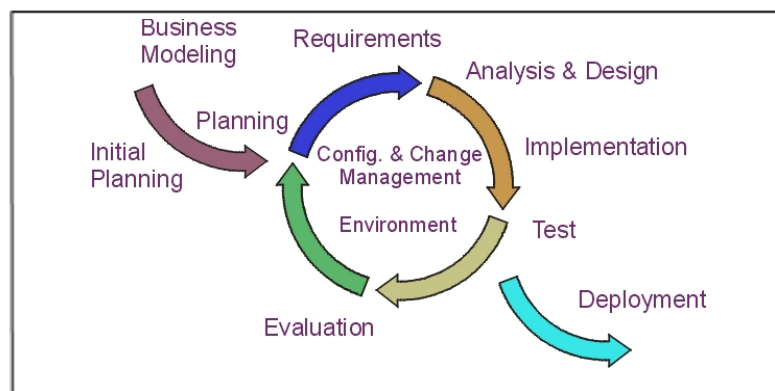 Business
Modeling
Requirements
Analysis & Design
Planning
Initial
Planning
Config. & Change
Management
Implementation
Environment
Test
Deployment
Evaluation